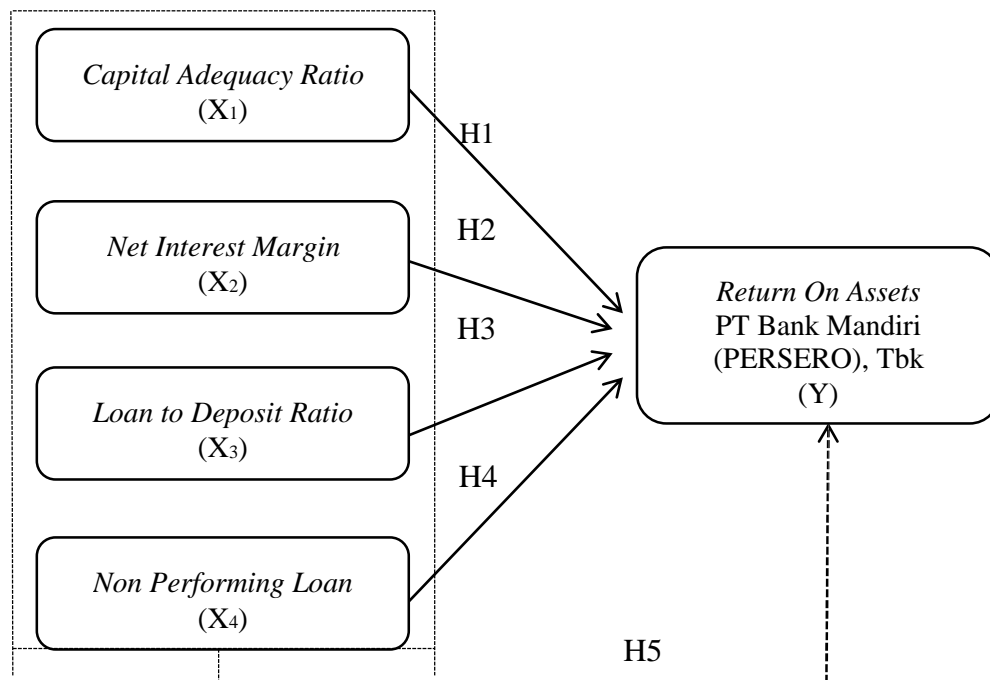 Capital Adequacy Ratio
(X1)
H1
Net Interest Margin
(X2)
H2
H3
Return On Assets
PT Bank Mandiri
(PERSERO), Tbk
(Y)
Loan to Deposit Ratio
(X3)
H4
Non Performing Loan
(X4)
H5